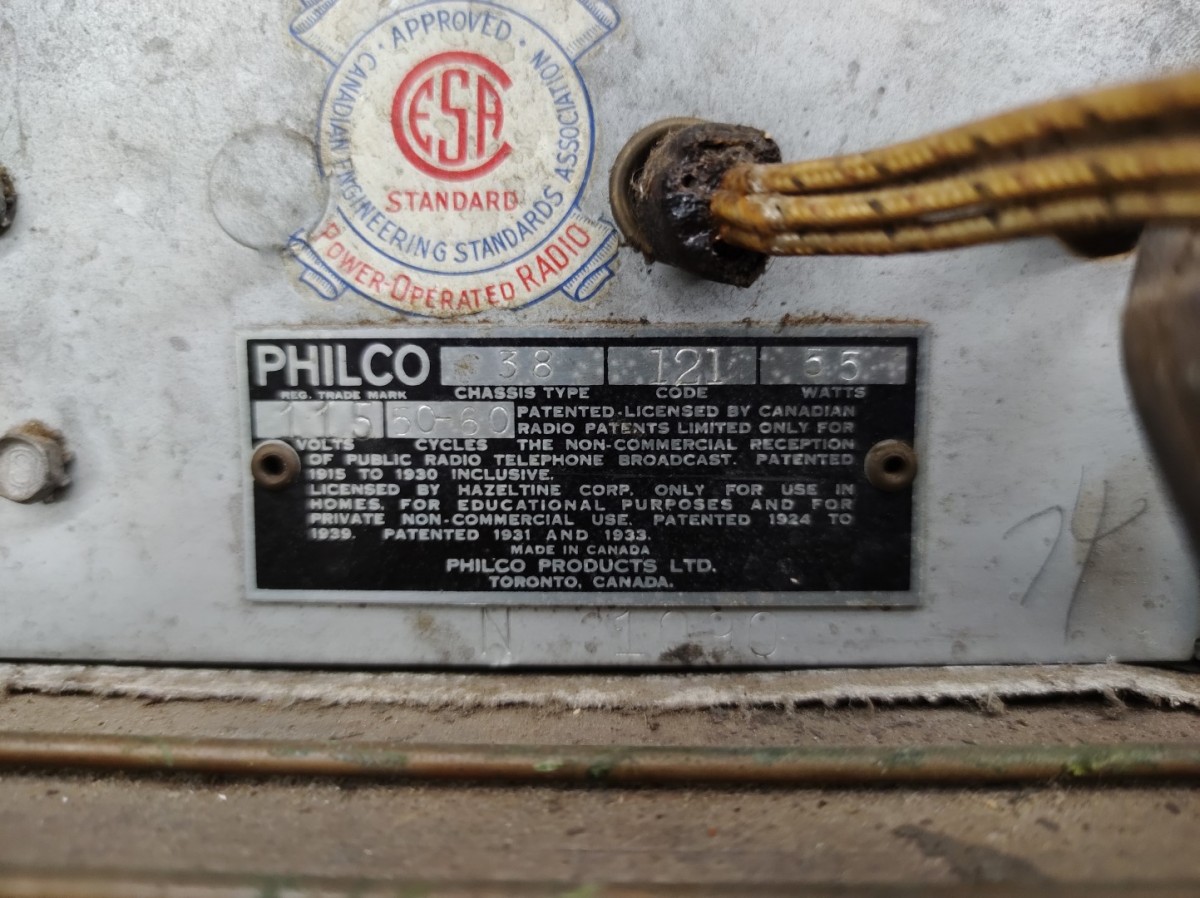 APPROVED
CANADIAN ENGINEERING STANDARDS ASSOCIATION
CESA
STANDARD
POWER-OPERATED RADIO
PHILCO 38 121 55
REG. TRADE MARK CHASSIS TYPE CODE WATTS
115 50-60 PATENTED-LICENSED BY CANADIAN
RADIO PATENTS LIMITED ONLY FOR
VOLTS CYCLES THE NON-COMMERCIAL RECEPTION
OF PUBLIC RADIO TELEPHONE BROADCAST. PATENTED
1915 TO 1930 INCLUSIVE.
LICENSED BY HAZELTINE CORP. ONLY FOR USE IN
HOMES, FOR EDUCATIONAL PURPOSES AND FOR
PRIVATE NON-COMMERCIAL USE. PATENTED 1924 TO
1939. PATENTED 1931 AND 1933.
MADE IN CANADA
PHILCO PRODUCTS LTD.
TORONTO, CANADA.
N
74